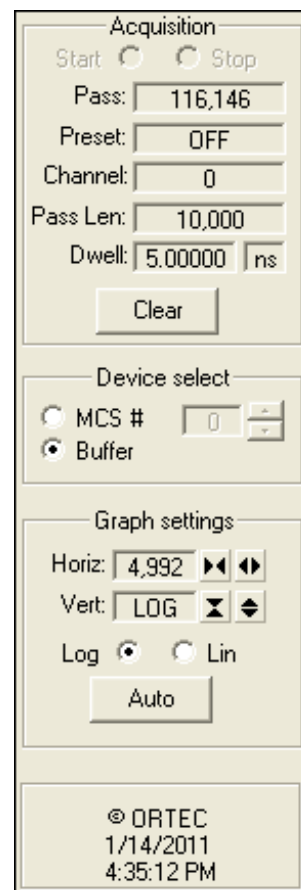 Acquisition
Start Stop
Pass: 116,146
Preset: OFF
Channel: 0
Pass Len: 10,000
Dwell: 5.00000 ns
Clear
Device select
MCS # 0
Buffer
Graph settings
Horiz: 4,992
Vert: LOG
Log Lin
Auto
© ORTEC
1/14/2011
4:35:12 PM